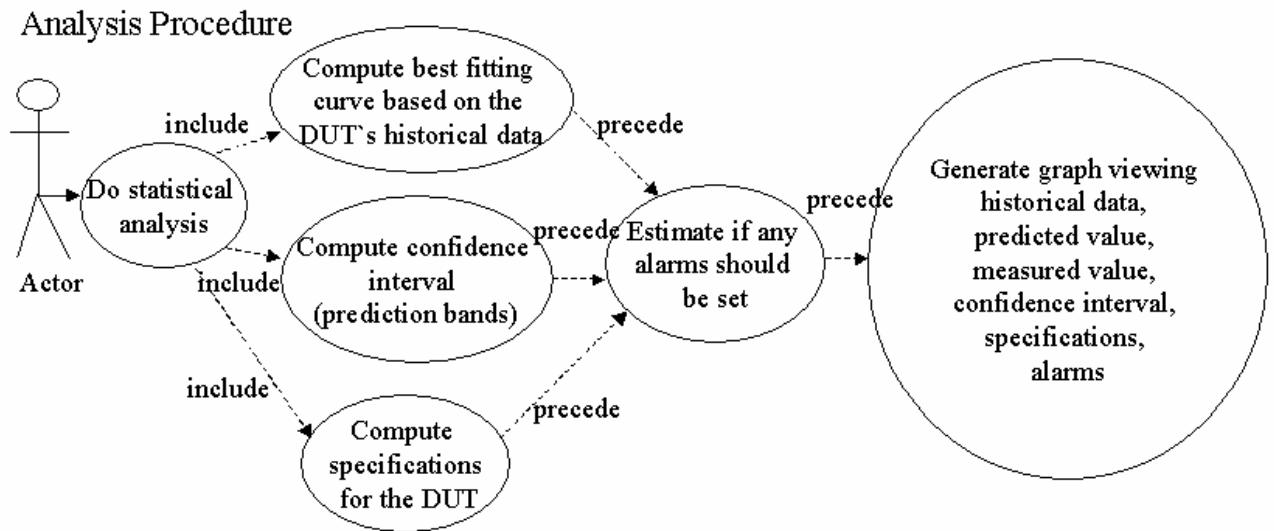 Analysis Procedure
Actor
Do statistical
analysis
include
include
include
Compute best fitting
curve based on the
DUT`s historical data
Compute confidence
interval
(prediction bands)
Compute
specifications
for the DUT
precede
precede
precede
Estimate if any
alarms should
be set
precede
Generate graph viewing
historical data,
predicted value,
measured value,
confidence interval,
specifications,
alarms